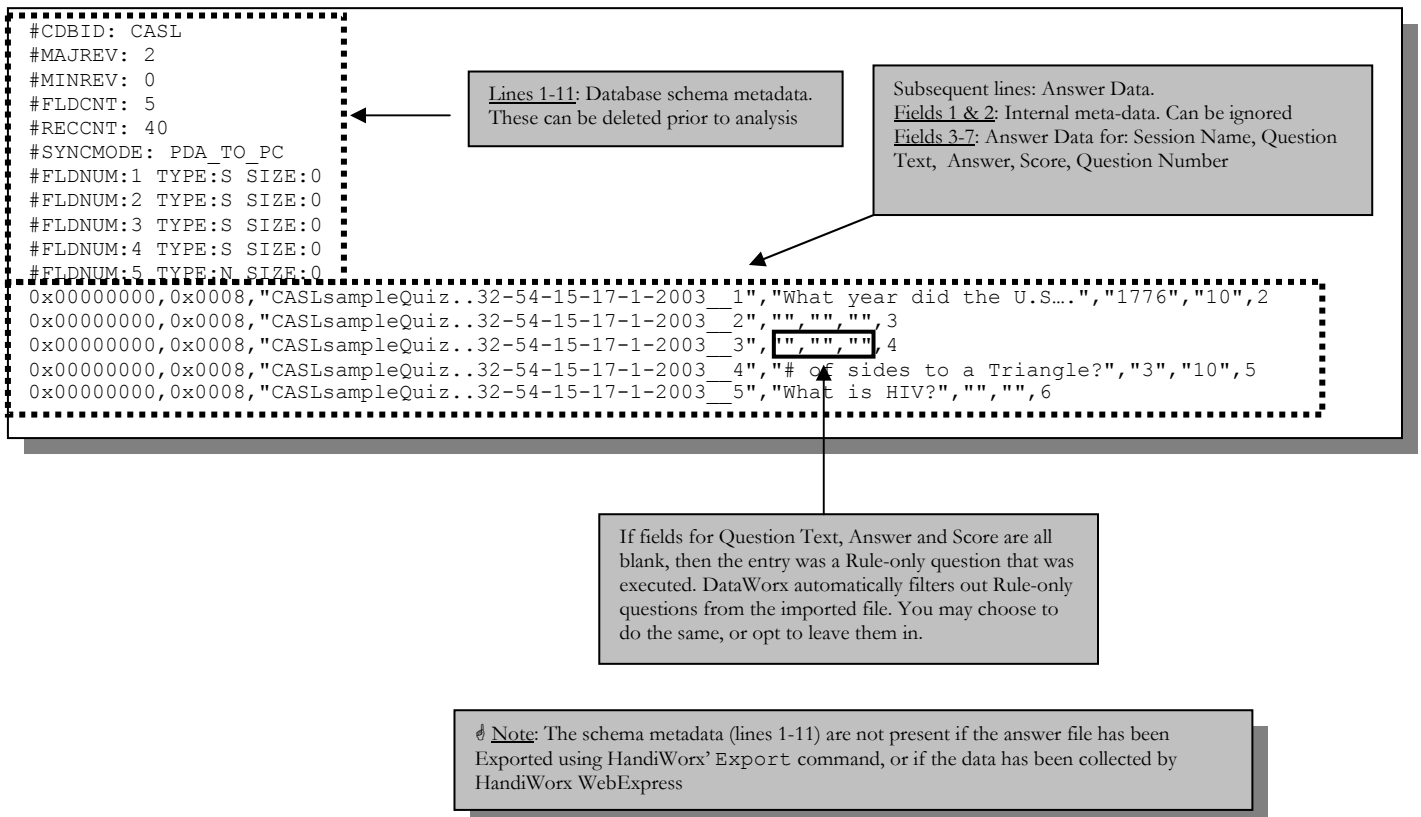 #CDBID: CASL
#MAJREV: 2
#MINREV: 0
#FLDCNT: 5
#RECCNT: 40
#SYNCMODE: PDA_TO_PC
#FLDNUM:1 TYPE:S SIZE:0
#FLDNUM:2 TYPE:S SIZE:0
#FLDNUM:3 TYPE:S SIZE:0
#FLDNUM:4 TYPE:S SIZE:0
#FLDNUM:5 TYPE:N SIZE:0
Lines 1-11: Database schema metadata.
These can be deleted prior to analysis
Subsequent lines: Answer Data.
Fields 1 & 2: Internal meta-data. Can be ignored
Fields 3-7: Answer Data for: Session Name, Question
Text, Answer, Score, Question Number
0x00000000,0x0008,"CASLsampleQuiz..32-54-15-17-1-2003__1","What year did the U.S….","1776","10",2
0x00000000,0x0008,"CASLsampleQuiz..32-54-15-17-1-2003__2","","","",3
0x00000000,0x0008,"CASLsampleQuiz..32-54-15-17-1-2003__3","","","",4
0x00000000,0x0008,"CASLsampleQuiz..32-54-15-17-1-2003__4","# of sides to a Triangle?","3","10",5
0x00000000,0x0008,"CASLsampleQuiz..32-54-15-17-1-2003__5","What is HIV?","","",6
If fields for Question Text, Answer and Score are all
blank, then the entry was a Rule-only question that was
executed. DataWorx automatically filters out Rule-only
questions from the imported file. You may choose to
do the same, or opt to leave them in.
Note: The schema metadata (lines 1-11) are not present if the answer file has been
Exported using HandiWorx' Export command, or if the data has been collected by
HandiWorx WebExpress